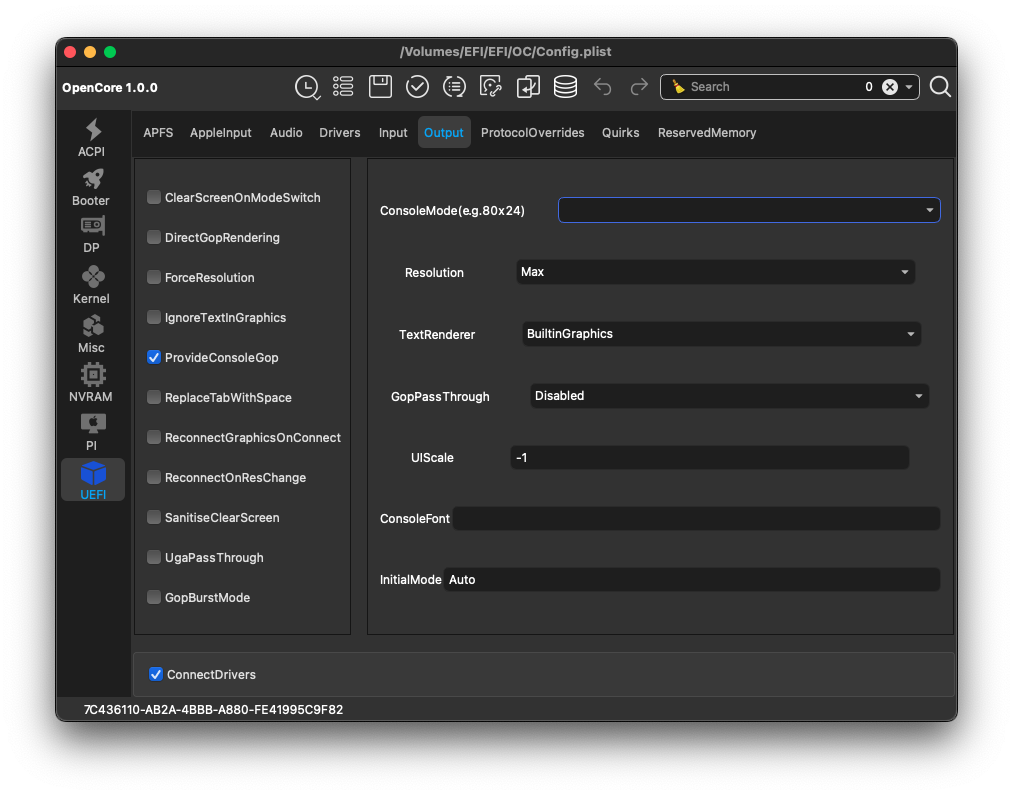 /Volumes/EFI/EFI/OC/Config.plist
OpenCore 1.0.0
Search
0
ACPI
Booter
DP
Kernel
Misc
NVRAM
PI
UEFI
APFS AppleInput Audio Drivers Input Output ProtocolOverrides Quirks ReservedMemory
ClearScreenOnModeSwitch
DirectGopRendering
ForceResolution
IgnoreTextInGraphics
ProvideConsoleGop
ReplaceTabWithSpace
ReconnectGraphicsOnConnect
ReconnectOnResChange
SanitiseClearScreen
UgaPassThrough
GopBurstMode
ConsoleMode(e.g.80x24)
Resolution Max
TextRenderer BuiltinGraphics
GopPassThrough Disabled
UIScale -1
ConsoleFont
InitialMode Auto
ConnectDrivers
7C436110-AB2A-4BBB-A880-FE41995C9F82